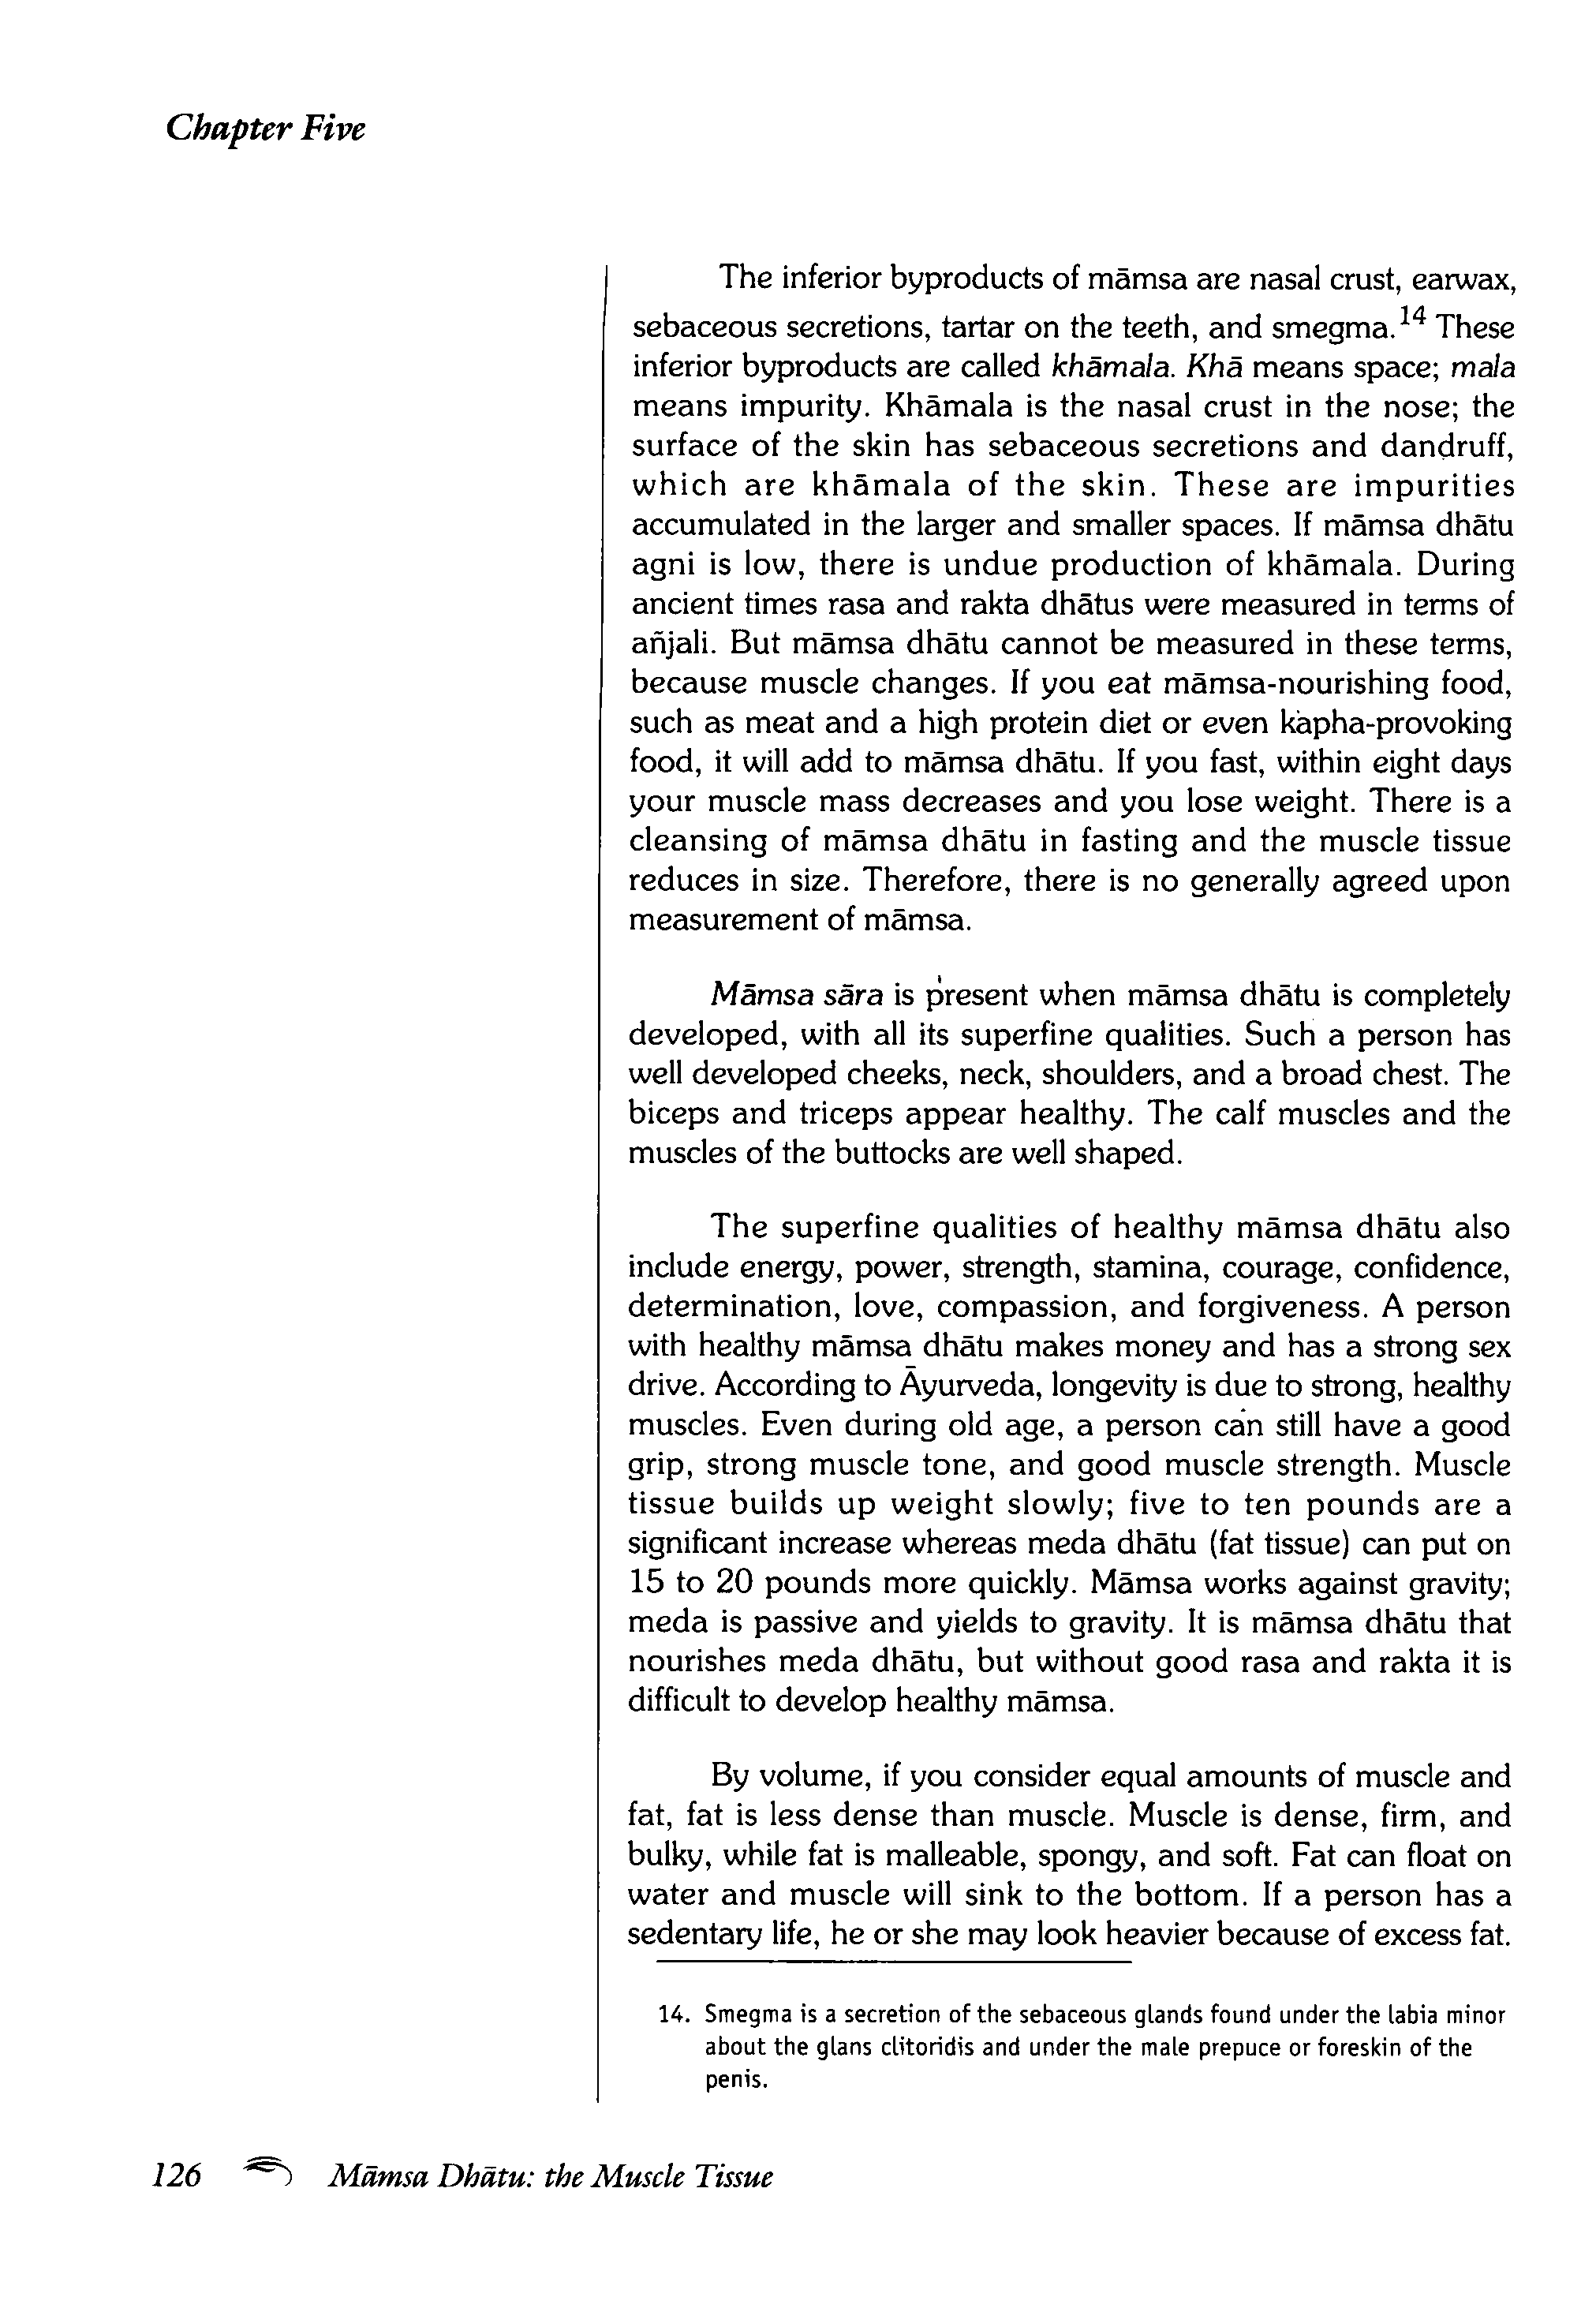 Chapter Five
The inferior byproducts of māmsa are nasal crust, earwax,
sebaceous secretions, tartar on the teeth, and smegma.14 These
inferior byproducts are called khāmala. Khā means space; mala
means impurity. Khāmala is the nasal crust in the nose; the
surface of the skin has sebaceous secretions and dandruff,
which are khāmala of the skin. These are impurities
accumulated in the larger and smaller spaces. If māmsa dhātu
agni is low, there is undue production of khāmala. During
ancient times rasa and rakta dhātus were measured in terms of
añjali. But māmsa dhātu cannot be measured in these terms,
because muscle changes. If you eat māmsa-nourishing food,
such as meat and a high protein diet or even kapha-provoking
food, it will add to māmsa dhātu. If you fast, within eight days
your muscle mass decreases and you lose weight. There is a
cleansing of māmsa dhātu in fasting and the muscle tissue
reduces in size. Therefore, there is no generally agreed upon
measurement of māmsa.
Māmsa sāra is present when māmsa dhātu is completely
developed, with all its superfine qualities. Such a person has
well developed cheeks, neck, shoulders, and a broad chest. The
biceps and triceps appear healthy. The calf muscles and the
muscles of the buttocks are well shaped.
The superfine qualities of healthy māmsa dhātu also
include energy, power, strength, stamina, courage, confidence,
determination, love, compassion, and forgiveness. A person
with healthy māmsa dhātu makes money and has a strong sex
drive. According to Āyurveda, longevity is due to strong, healthy
muscles. Even during old age, a person can still have a good
grip, strong muscle tone, and good muscle strength. Muscle
tissue builds up weight slowly; five to ten pounds are a
significant increase whereas meda dhātu (fat tissue) can put on
15 to 20 pounds more quickly. Māmsa works against gravity;
meda is passive and yields to gravity. It is māmsa dhātu that
nourishes meda dhātu, but without good rasa and rakta it is
difficult to develop healthy māmsa.
By volume, if you consider equal amounts of muscle and
fat, fat is less dense than muscle. Muscle is dense, firm, and
bulky, while fat is malleable, spongy, and soft. Fat can float on
water and muscle will sink to the bottom. If a person has a
sedentary life, he or she may look heavier because of excess fat.
14. Smegma is a secretion of the sebaceous glands found under the labia minor
about the glans clitoridis and under the male prepuce or foreskin of the
penis.
126 Māmsa Dhātu: the Muscle Tissue